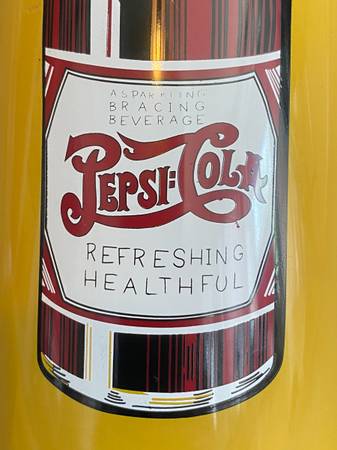 A SPARKLING
BRACING
BEVERAGE
PEPSI:COLA
REFRESHING
HEALTHFUL